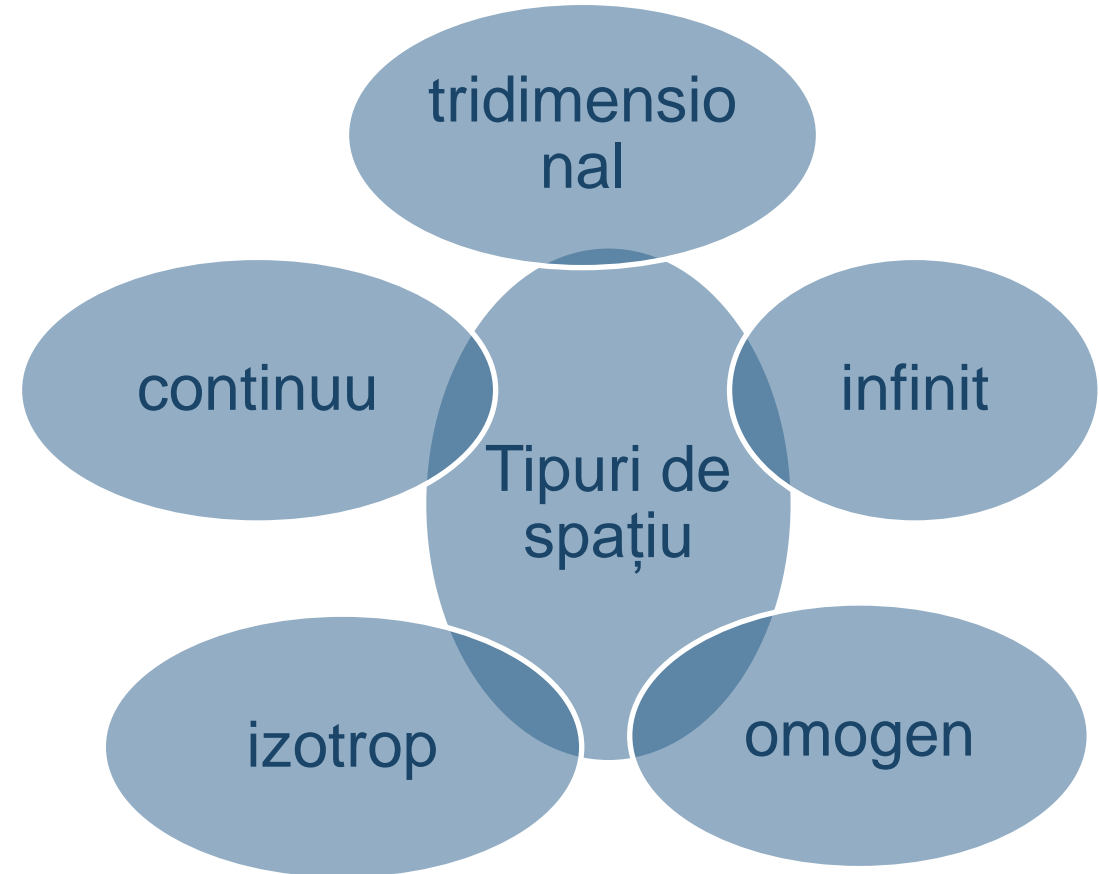 tridimensio
nal
continuu
infinit
Tipuri de
spațiu
izotrop
omogen